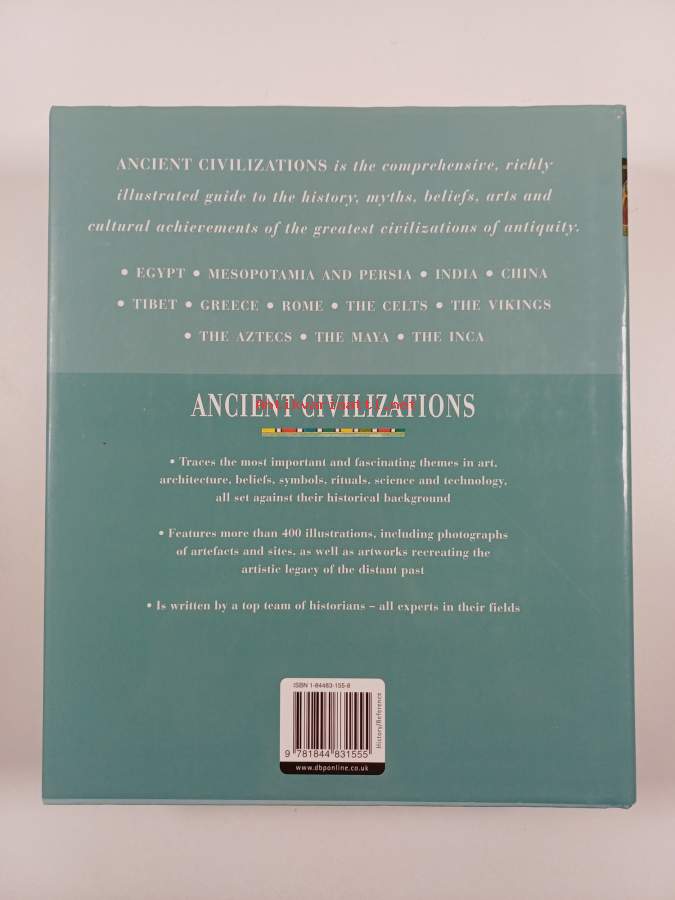 ANCIENT CIVILIZATIONS is the comprehensive, richly
illustrated guide to the history, myths, beliefs, arts and
cultural achievements of the greatest civilizations of antiquity.
• EGYPT • MESOPOTAMIA AND PERSIA • INDIA • CHINA
• TIBET • GREECE • ROME • THE CELTS • THE VIKINGS
• THE AZTECS • THE MAYA • THE INCA
ANCIENT CIVILIZATIONS
Antikvariaatti.net
• Traces the most important and fascinating themes in art,
architecture, beliefs, symbols, rituals, science and technology,
all set against their historical background
• Features more than 400 illustrations, including photographs
of artefacts and sites, as well as artworks recreating the
artistic legacy of the distant past
• Is written by a top team of historians – all experts in their fields
ISBN 1-84483-155-8
History/Reference
9 781844 831555
www.dbponline.co.uk